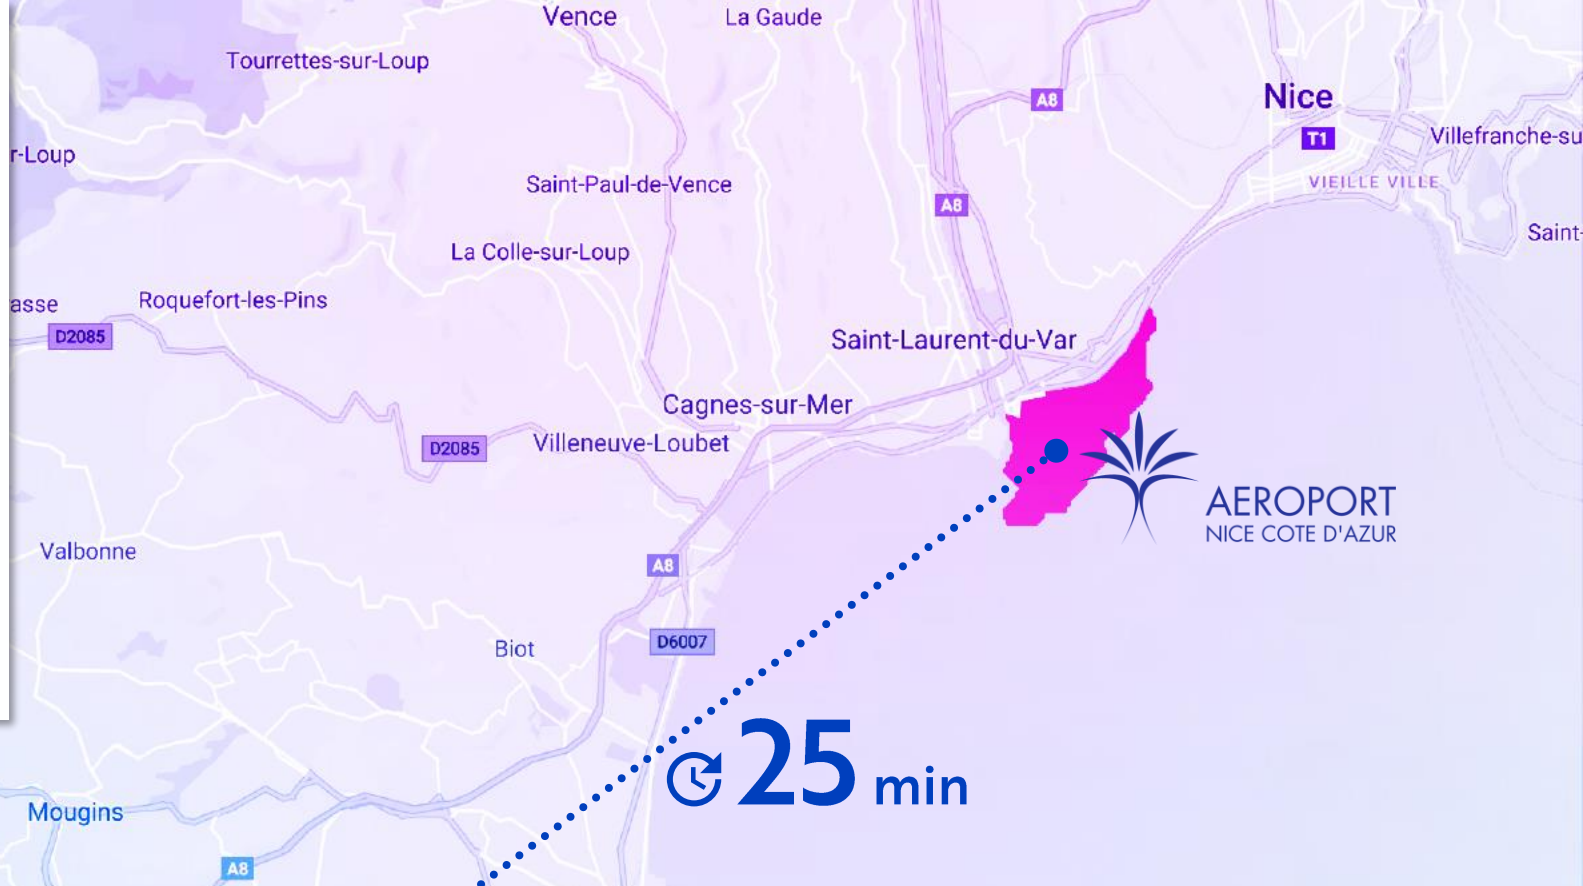 Vence
La Gaude
Tourrettes-sur-Loup
A8
Nice
T1
Villefranche-su
r-Loup
VIEILLE VILLE
Saint-Paul-de-Vence
A8
Saint-
La Colle-sur-Loup
asse
Roquefort-les-Pins
D2085
Saint-Laurent-du-Var
Cagnes-sur-Mer
D2085
Villeneuve-Loubet
AEROPORT
NICE COTE D'AZUR
Valbonne
A8
Biot
D6007
25 min
Mougins
A8